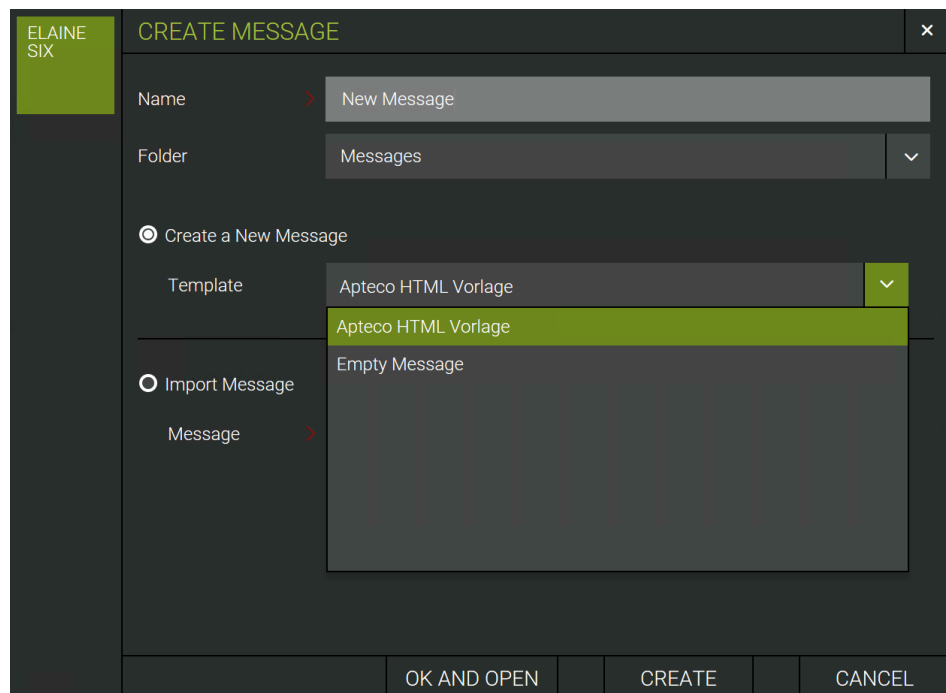 ELAINE
SIX
CREATE MESSAGE
Name
New Message
Folder
Messages
Create a New Message
Template
Apteco HTML Vorlage
Apteco HTML Vorlage
Empty Message
Import Message
Message
OK AND OPEN
CREATE
CANCEL